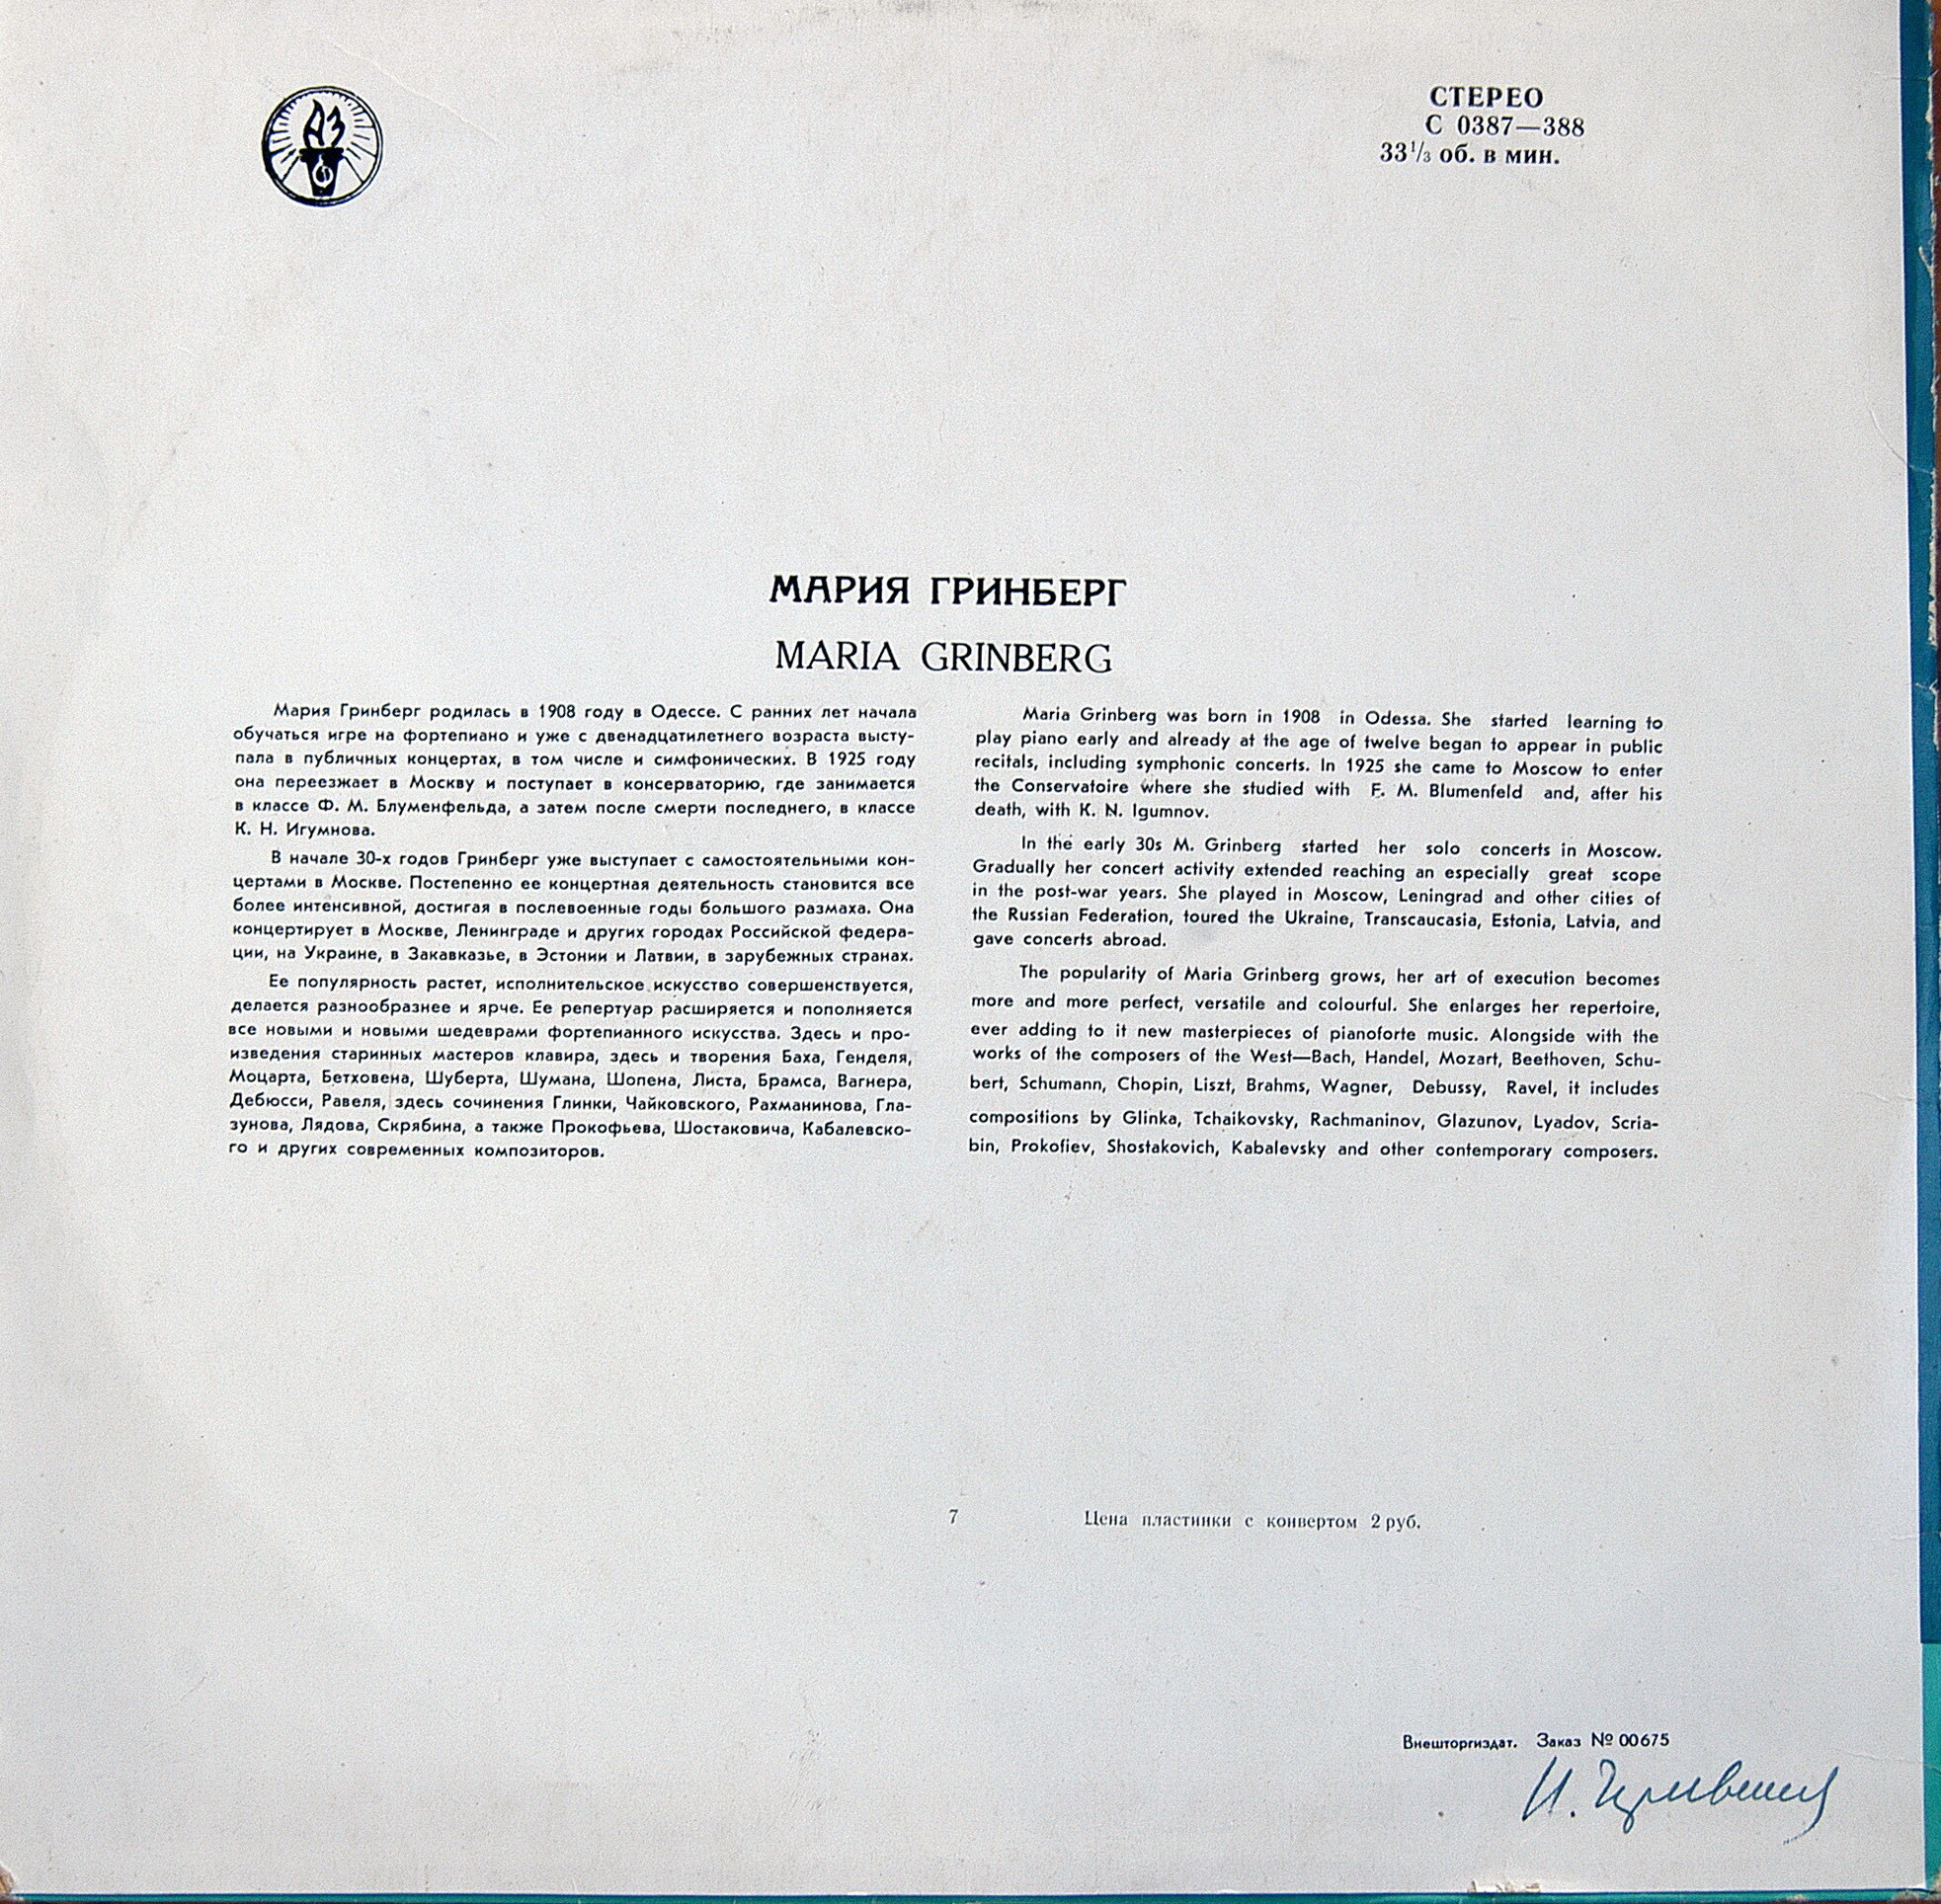 АЗ
СТЕРЕО
С 0387—388
33⅓ об. в мин.
МАРИЯ ГРИНБЕРГ
MARIA GRINBERG
Мария Гринберг родилась в 1908 году в Одессе. С ранних лет начала
обучаться игре на фортепиано и уже с двенадцатилетнего возраста высту-
пала в публичных концертах, в том числе и симфонических. В 1925 году
она переезжает в Москву и поступает в консерваторию, где занимается
в классе Ф. М. Блуменфельда, а затем после смерти последнего, в классе
К. Н. Игумнова.
В начале 30-х годов Гринберг уже выступает с самостоятельными кон-
цертами в Москве. Постепенно ее концертная деятельность становится все
более интенсивной, достигая в послевоенные годы большого размаха. Она
концертирует в Москве, Ленинграде и других городах Российской федера-
ции, на Украине, в Закавказье, в Эстонии и Латвии, в зарубежных странах.
Ее популярность растет, исполнительское искусство совершенствуется,
делается разнообразнее и ярче. Ее репертуар расширяется и пополняется
все новыми и новыми шедеврами фортепианного искусства. Здесь и про-
изведения старинных мастеров клавира, здесь и творения Баха, Генделя,
Моцарта, Бетховена, Шуберта, Шумана, Шопена, Листа, Брамса, Вагнера,
Дебюсси, Равеля, здесь сочинения Глинки, Чайковского, Рахманинова, Гла-
зунова, Лядова, Скрябина, а также Прокофьева, Шостаковича, Кабалевско-
го и других современных композиторов.
Maria Grinberg was born in 1908 in Odessa. She started learning to
play piano early and already at the age of twelve began to appear in public
recitals, including symphonic concerts. In 1925 she came to Moscow to enter
the Conservatoire where she studied with F. M. Blumenfeld and, after his
death, with K. N. Igumnov.
In the early 30s M. Grinberg started her solo concerts in Moscow.
Gradually her concert activity extended reaching an especially great scope
in the post-war years. She played in Moscow, Leningrad and other cities of
the Russian Federation, toured the Ukraine, Transcaucasia, Estonia, Latvia, and
gave concerts abroad.
The popularity of Maria Grinberg grows, her art of execution becomes
more and more perfect, versatile and colourful. She enlarges her repertoire,
ever adding to it new masterpieces of pianoforte music. Alongside with the
works of the composers of the West—Bach, Handel, Mozart, Beethoven, Schu-
bert, Schumann, Chopin, Liszt, Brahms, Wagner, Debussy, Ravel, it includes
compositions by Glinka, Tchaikovsky, Rachmaninov, Glazunov, Lyadov, Scria-
bin, Prokofiev, Shostakovich, Kabalevsky and other contemporary composers.
7
Цена пластинки с конвертом 2 руб.
Внешторгиздат. Заказ № 00675